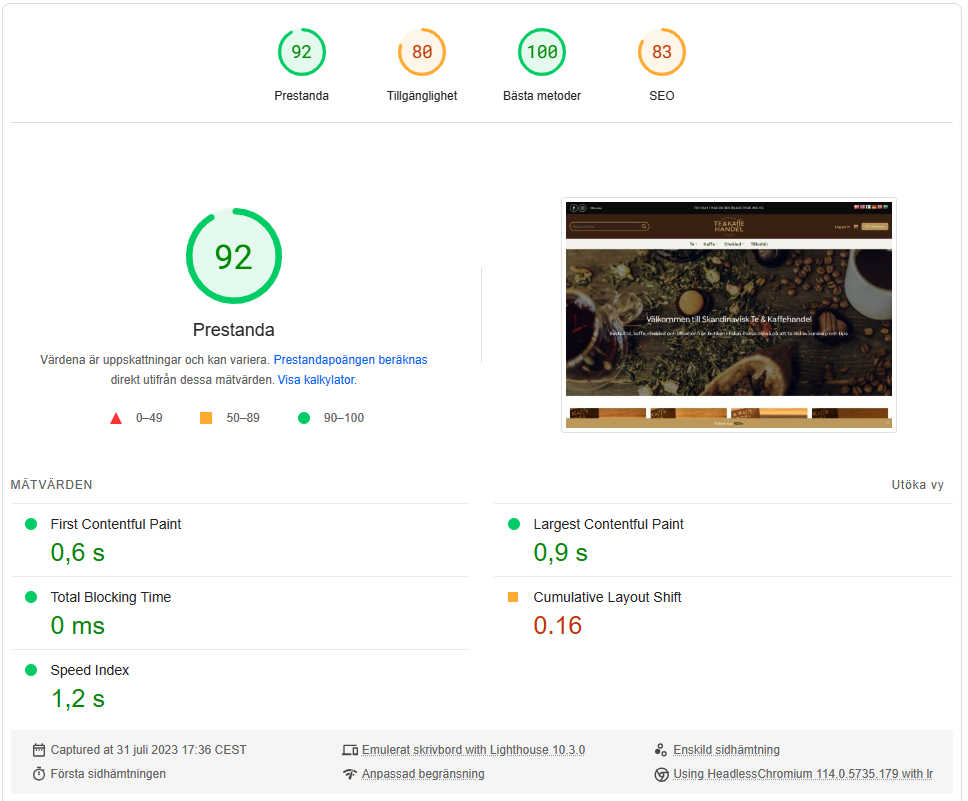 92
80
100
83
Prestanda
Tillgänglighet
Bästa metoder
SEO
92
Prestanda
Värdena är uppskattningar och kan variera. Prestandapoängen beräknas
direkt utifrån dessa mätvärden. Visa kalkylator.
0–49
50–89
90–100
TE&KAFFE
HANDEL
Te
Kaffe
Choklad
Tillbehör
Välkommen till Skandinavisk Te & Kaffehandel
MÄTVÄRDEN
Utöka vy
First Contentful Paint
0,6 s
Largest Contentful Paint
0,9 s
Total Blocking Time
0 ms
Cumulative Layout Shift
0.16
Speed Index
1,2 s
Captured at 31 juli 2023 17:36 CEST
Emulerat skrivbord with Lighthouse 10.3.0
Enskild sidhämtning
Första sidhämtningen
Anpassad begränsning
Using HeadlessChromium 114.0.5735.179 with lr